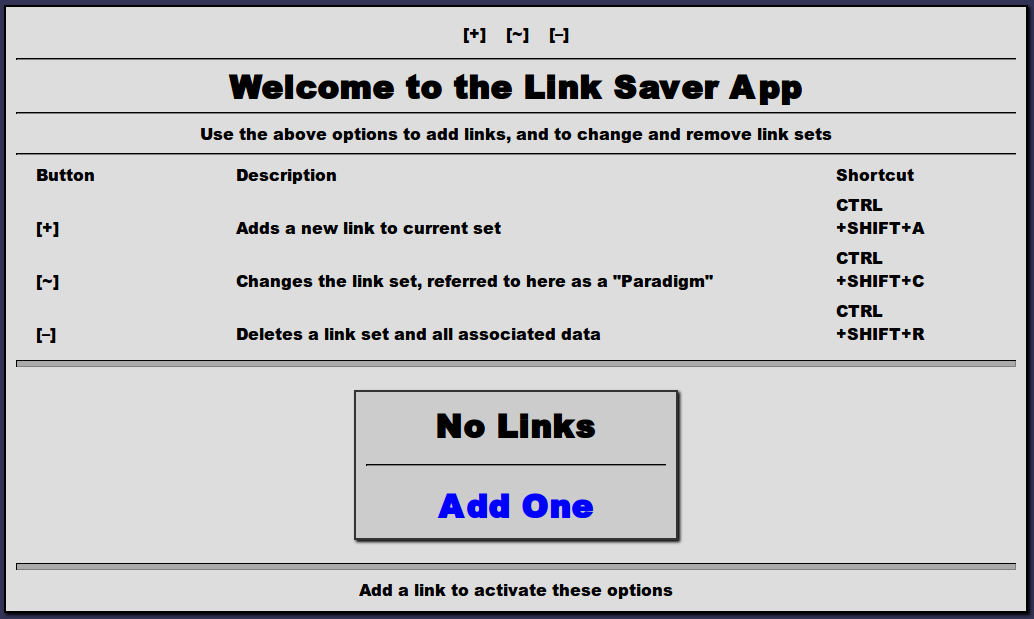 [+] [~] [–]
Welcome to the Link Saver App
Use the above options to add links, and to change and remove link sets
Button Description Shortcut
CTRL
[+] Adds a new link to current set +SHIFT+A
CTRL
[~] Changes the link set, referred to here as a "Paradigm" +SHIFT+C
CTRL
[–] Deletes a link set and all associated data +SHIFT+R
No Links
Add One
Add a link to activate these options